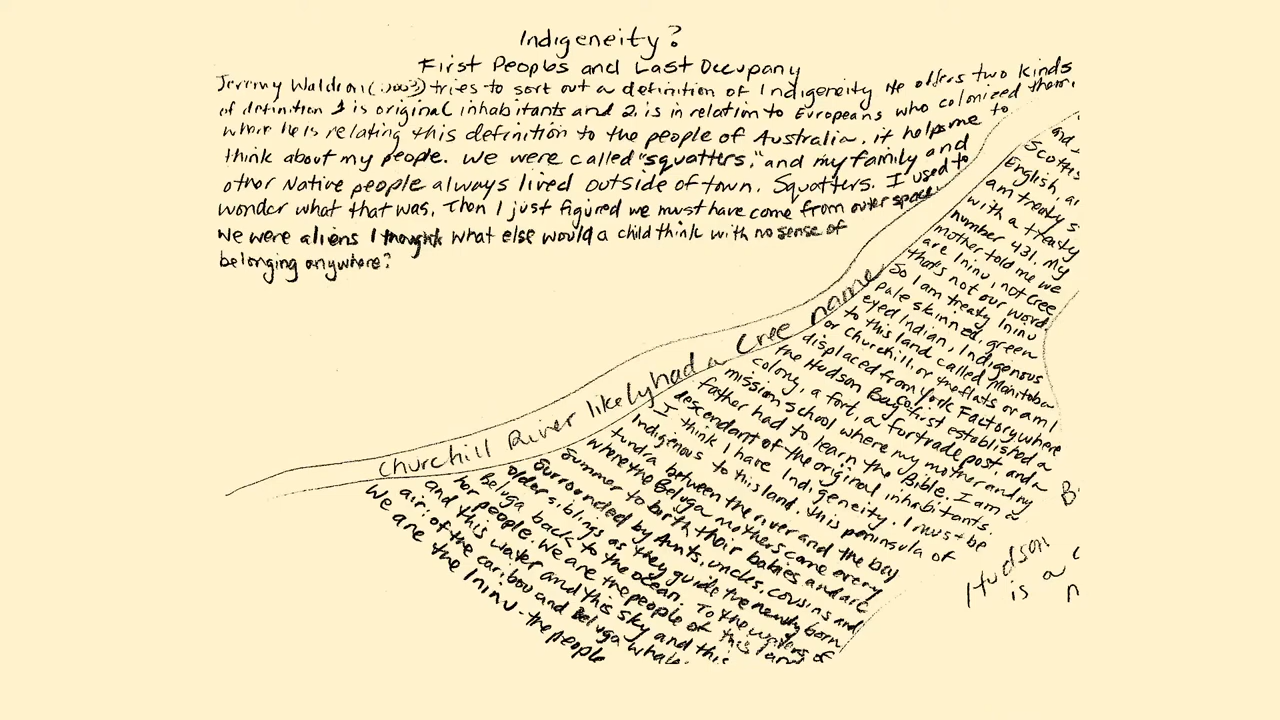 Indigeneity?
First Peoples and Last Occupany
Jeremy Waldron (2003) tries to sort out a definition of Indigeneity He offers two kinds
of definition 1 is original inhabitants and 2. is in relation to Europeans who colonized them.
while he is relating this definition to the people of Australia. it helps me to
think about my people. We were called "squatters," and my family and
other Native people always lived outside of town. Squatters. I used to
wonder what that was. Then I just figured we must have come from outer space.
We were aliens I thought what else would a child think with no sense of
belonging anywhere?
Churchill River likely had a Cree name
and
English,
am treaty
with a treaty
number 431. My
mother told me we
are Ininu, not Cree
that's not our word.
So I am treaty Ininu
pale skinned, green
eyed Indian, Indigenous
to this land called Manitoba
or Churchill, or the flats or am I
displaced from York Factory where
the Hudson Bay Co first established a
colony, a fort, a fur trade post, and a
mission school where my mother and my
father had to learn the Bible. I am a
descendant of the original inhabitants.
I think I have Indigeneity. I must be
Indigenous to this land. This peninsula of
tundra between the river and the bay
where the Beluga mothers come every
summer to birth their babies and are
surrounded by Aunts, uncles, cousins and
older siblings as they guide the newly born
Beluga back to the ocean. To the waters of
her people. We are the people of this land
and this water and this sky and this
air; of the caribou and Beluga
We are the Ininu - the people
Hudson
is a